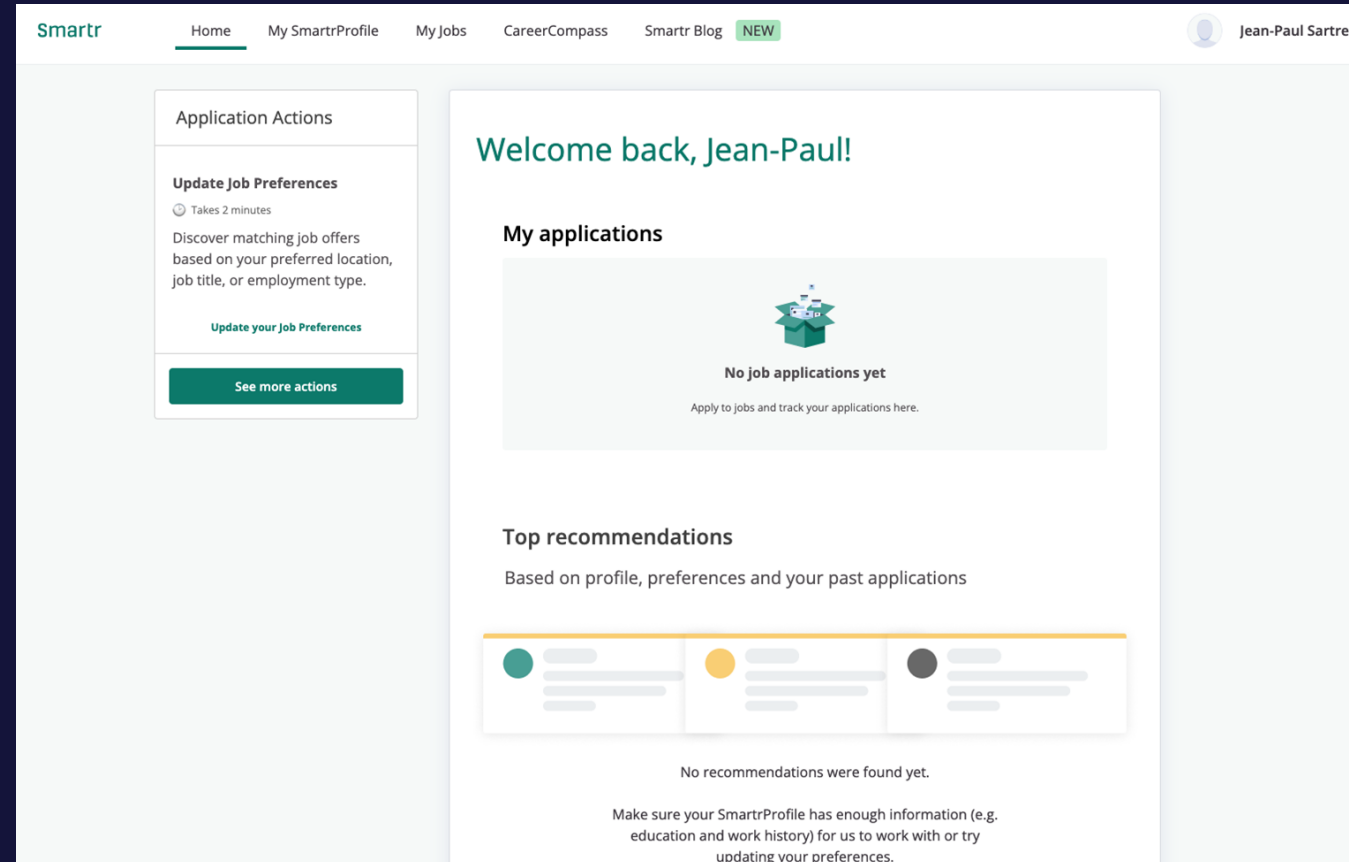 Smartr
Home
My SmartrProfile
My Jobs
CareerCompass
Smartr Blog
NEW
Jean-Paul Sartre
Application Actions
Update Job Preferences
Takes 2 minutes
Discover matching job offers
based on your preferred location,
job title, or employment type.
Update your Job Preferences
See more actions
Welcome back, Jean-Paul!
My applications
No job applications yet
Apply to jobs and track your applications here.
Top recommendations
Based on profile, preferences and your past applications
No recommendations were found yet.
Make sure your SmartrProfile has enough information (e.g.
education and work history) for us to work with or try
updating your preferences.